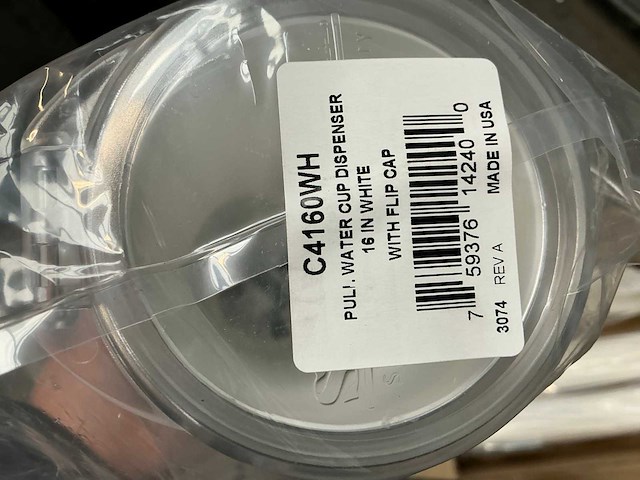 C4160WH
PULL WATER CUP DISPENSER
16 IN WHITE
WITH FLIP CAP
7 59376 14240 0
3074 REV A MADE IN USA